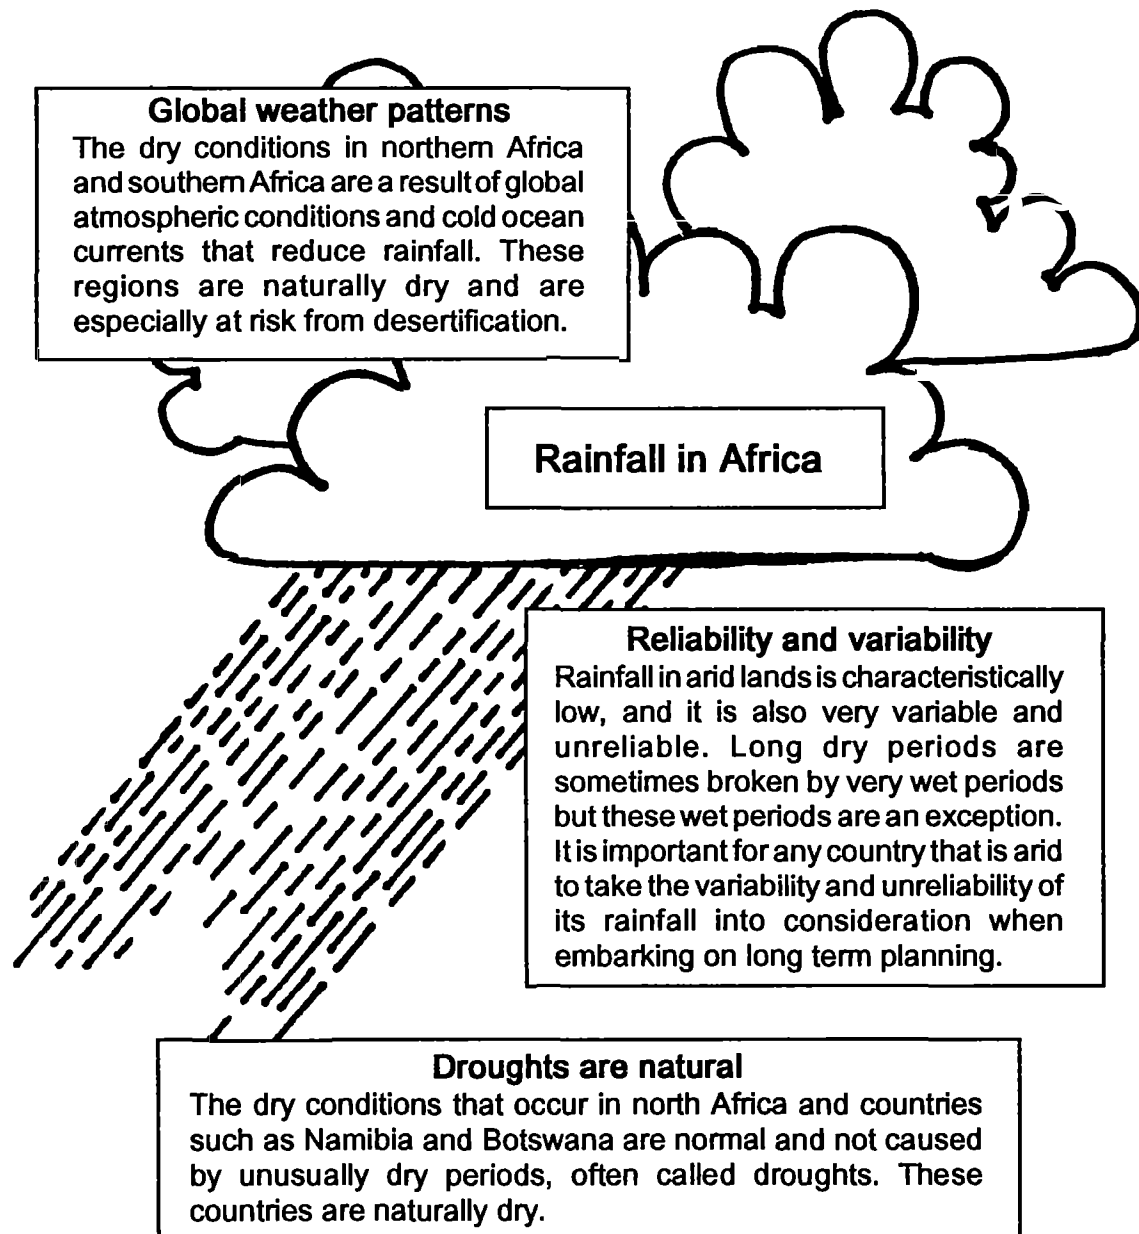 Global weather patterns
The dry conditions in northern Africa
and southern Africa are a result of global
atmospheric conditions and cold ocean
currents that reduce rainfall. These
regions are naturally dry and are
especially at risk from desertification.
Rainfall in Africa
Reliability and variability
Rainfall in arid lands is characteristically
low, and it is also very variable and
unreliable. Long dry periods are
sometimes broken by very wet periods
but these wet periods are an exception.
It is important for any country that is arid
to take the variability and unreliability of
its rainfall into consideration when
embarking on long term planning.
Droughts are natural
The dry conditions that occur in north Africa and countries
such as Namibia and Botswana are normal and not caused
by unusually dry periods, often called droughts. These
countries are naturally dry.